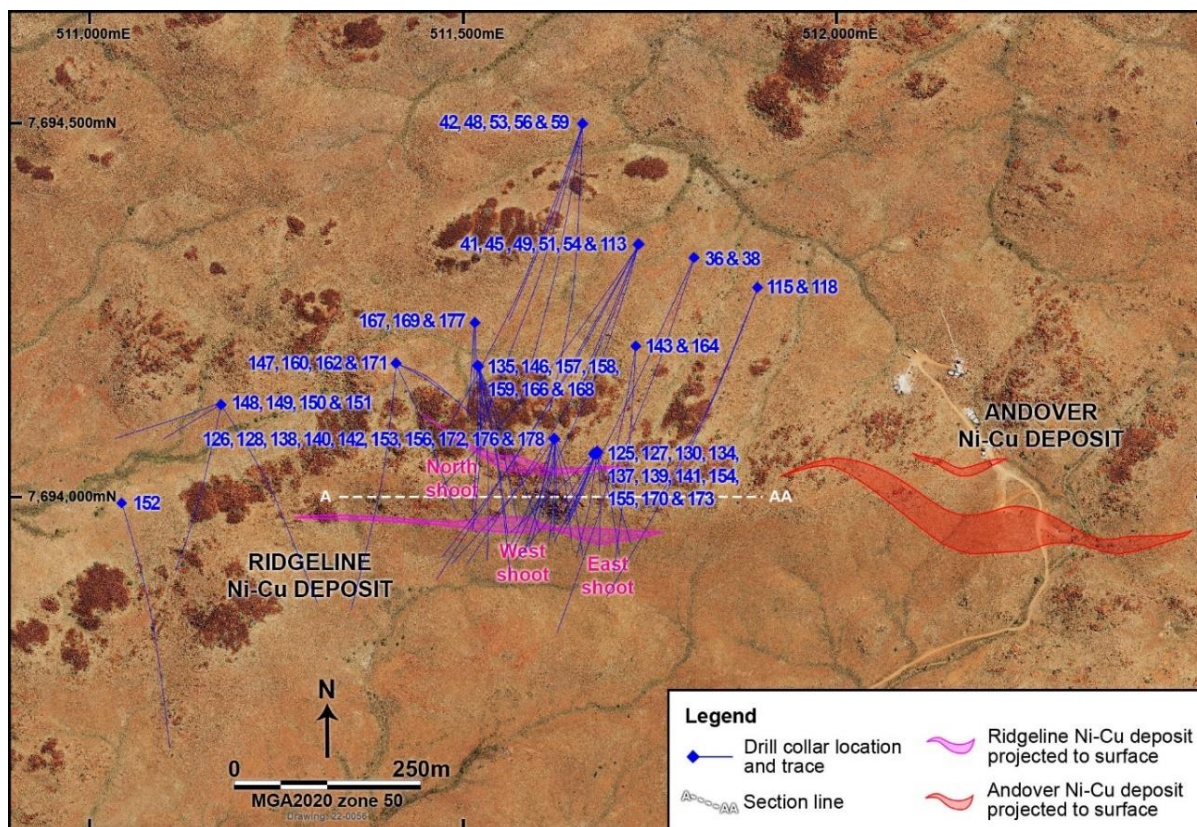 511,000mE
511,500mE
512,000mE
7,694,500mN
42, 48, 53, 56 & 59
41, 45 ,49, 51, 54 & 113
36 & 38
115 & 118
167, 169 & 177
143 & 164
147, 160, 162 & 171
135, 146, 157, 158,
159, 166 & 168
148, 149, 150 & 151
ANDOVER
Ni-Cu DEPOSIT
126, 128, 138, 140, 142, 153, 156, 172, 176 & 178
125, 127, 130, 134,
137, 139, 141, 154,
155, 170 & 173
North
shoot
7,694,000mN
A
AA
152
RIDGELINE
Ni-Cu DEPOSIT
West
shoot
East
shoot
N
0
250m
MGA2020 zone 50
Drawing: 22-0056
Legend
Drill collar location
and trace
A
AA
Section line
Ridgeline Ni-Cu deposit
projected to surface
Andover Ni-Cu deposit
projected to surface